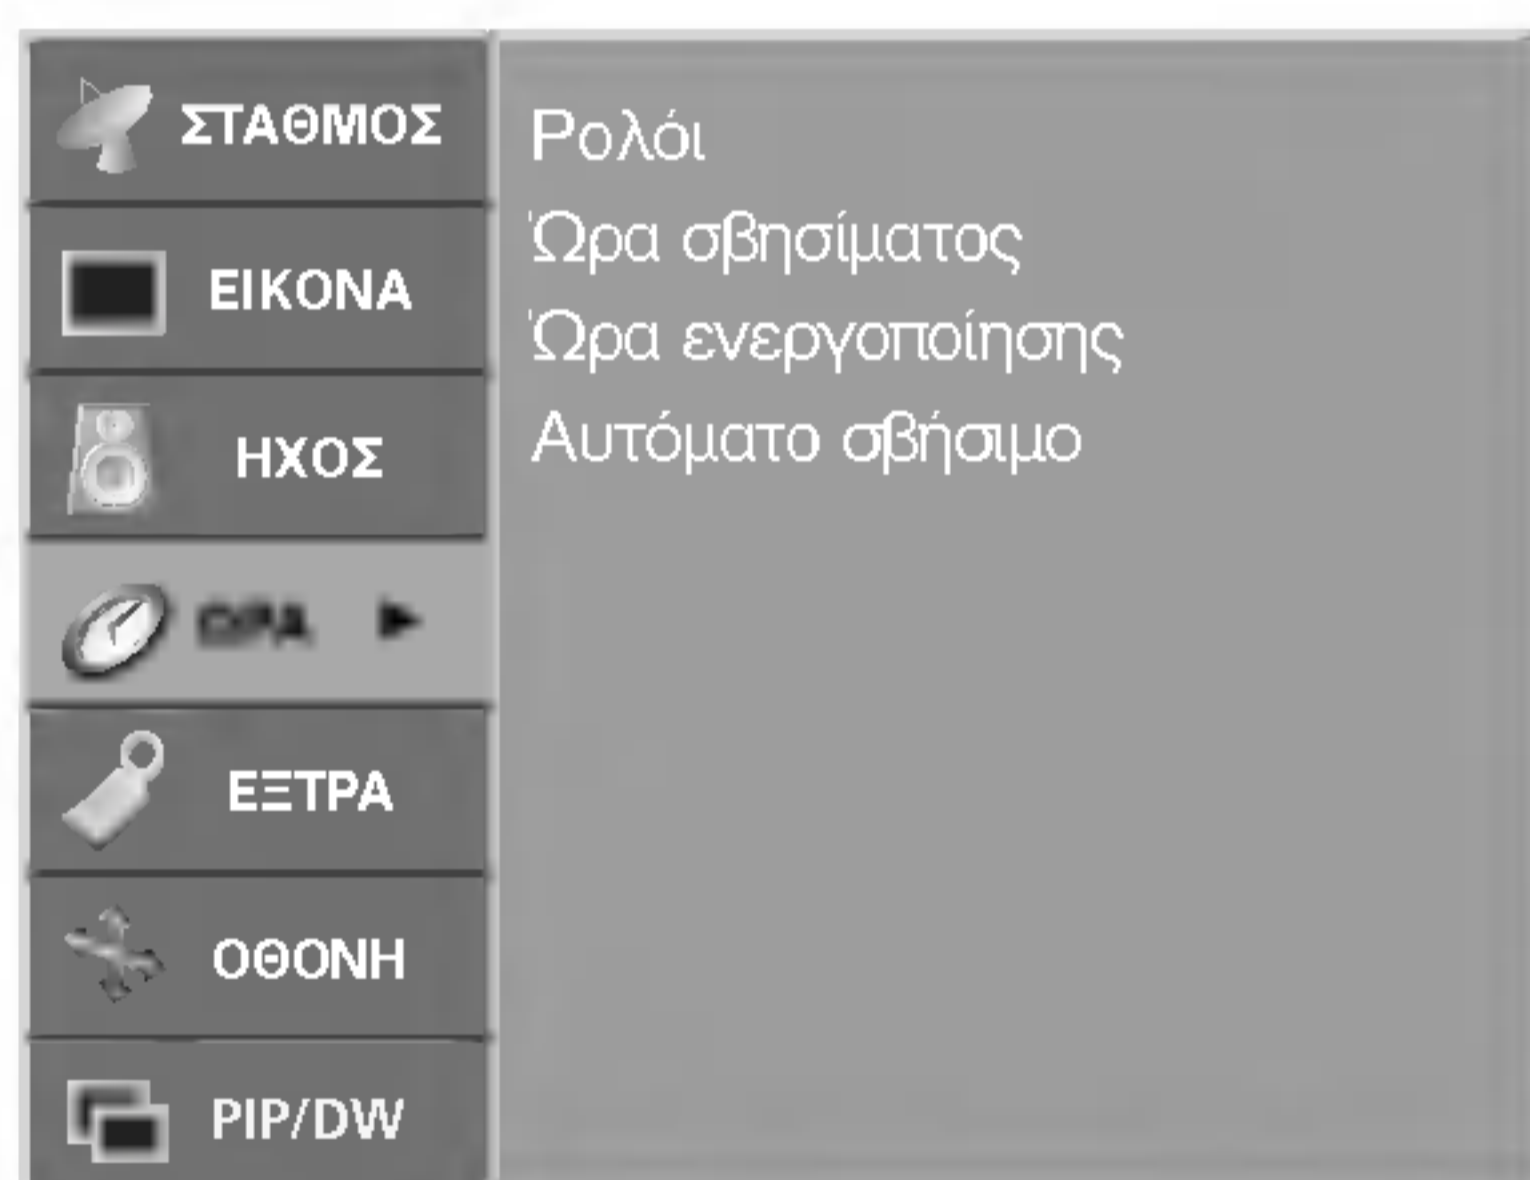 ΣΤΑΘΜΟΣ
ΕΙΚΟΝΑ
ΗΧΟΣ
ΩΡΑ
ΕΞΤΡΑ
ΟΘΟΝΗ
PIP/DW
Ρολόι
Ώρα σβησίματος
Ώρα ενεργοποίησης
Αυτόματο σβήσιμο